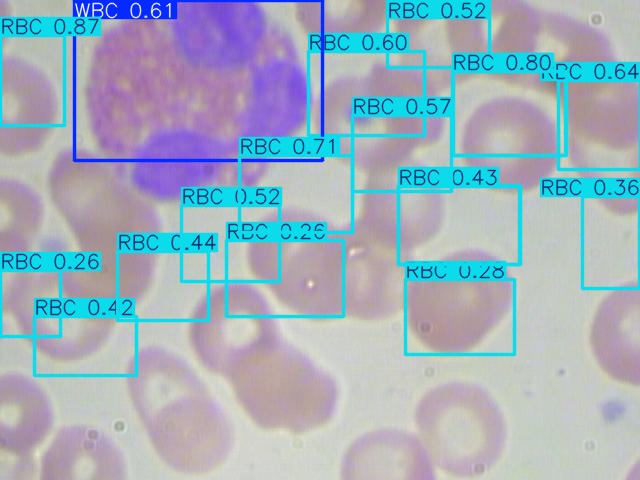 WBC 0.61
RBC 0.52
RBC 0.87
RBC 0.60
RBC 0.80
RBC 0.64
RBC 0.57
RBC 0.71
RBC 0.43
RBC 0.36
RBC 0.52
RBC 0.26
RBC 0.44
RBC 0.26
RBC 0.28
RBC 0.42